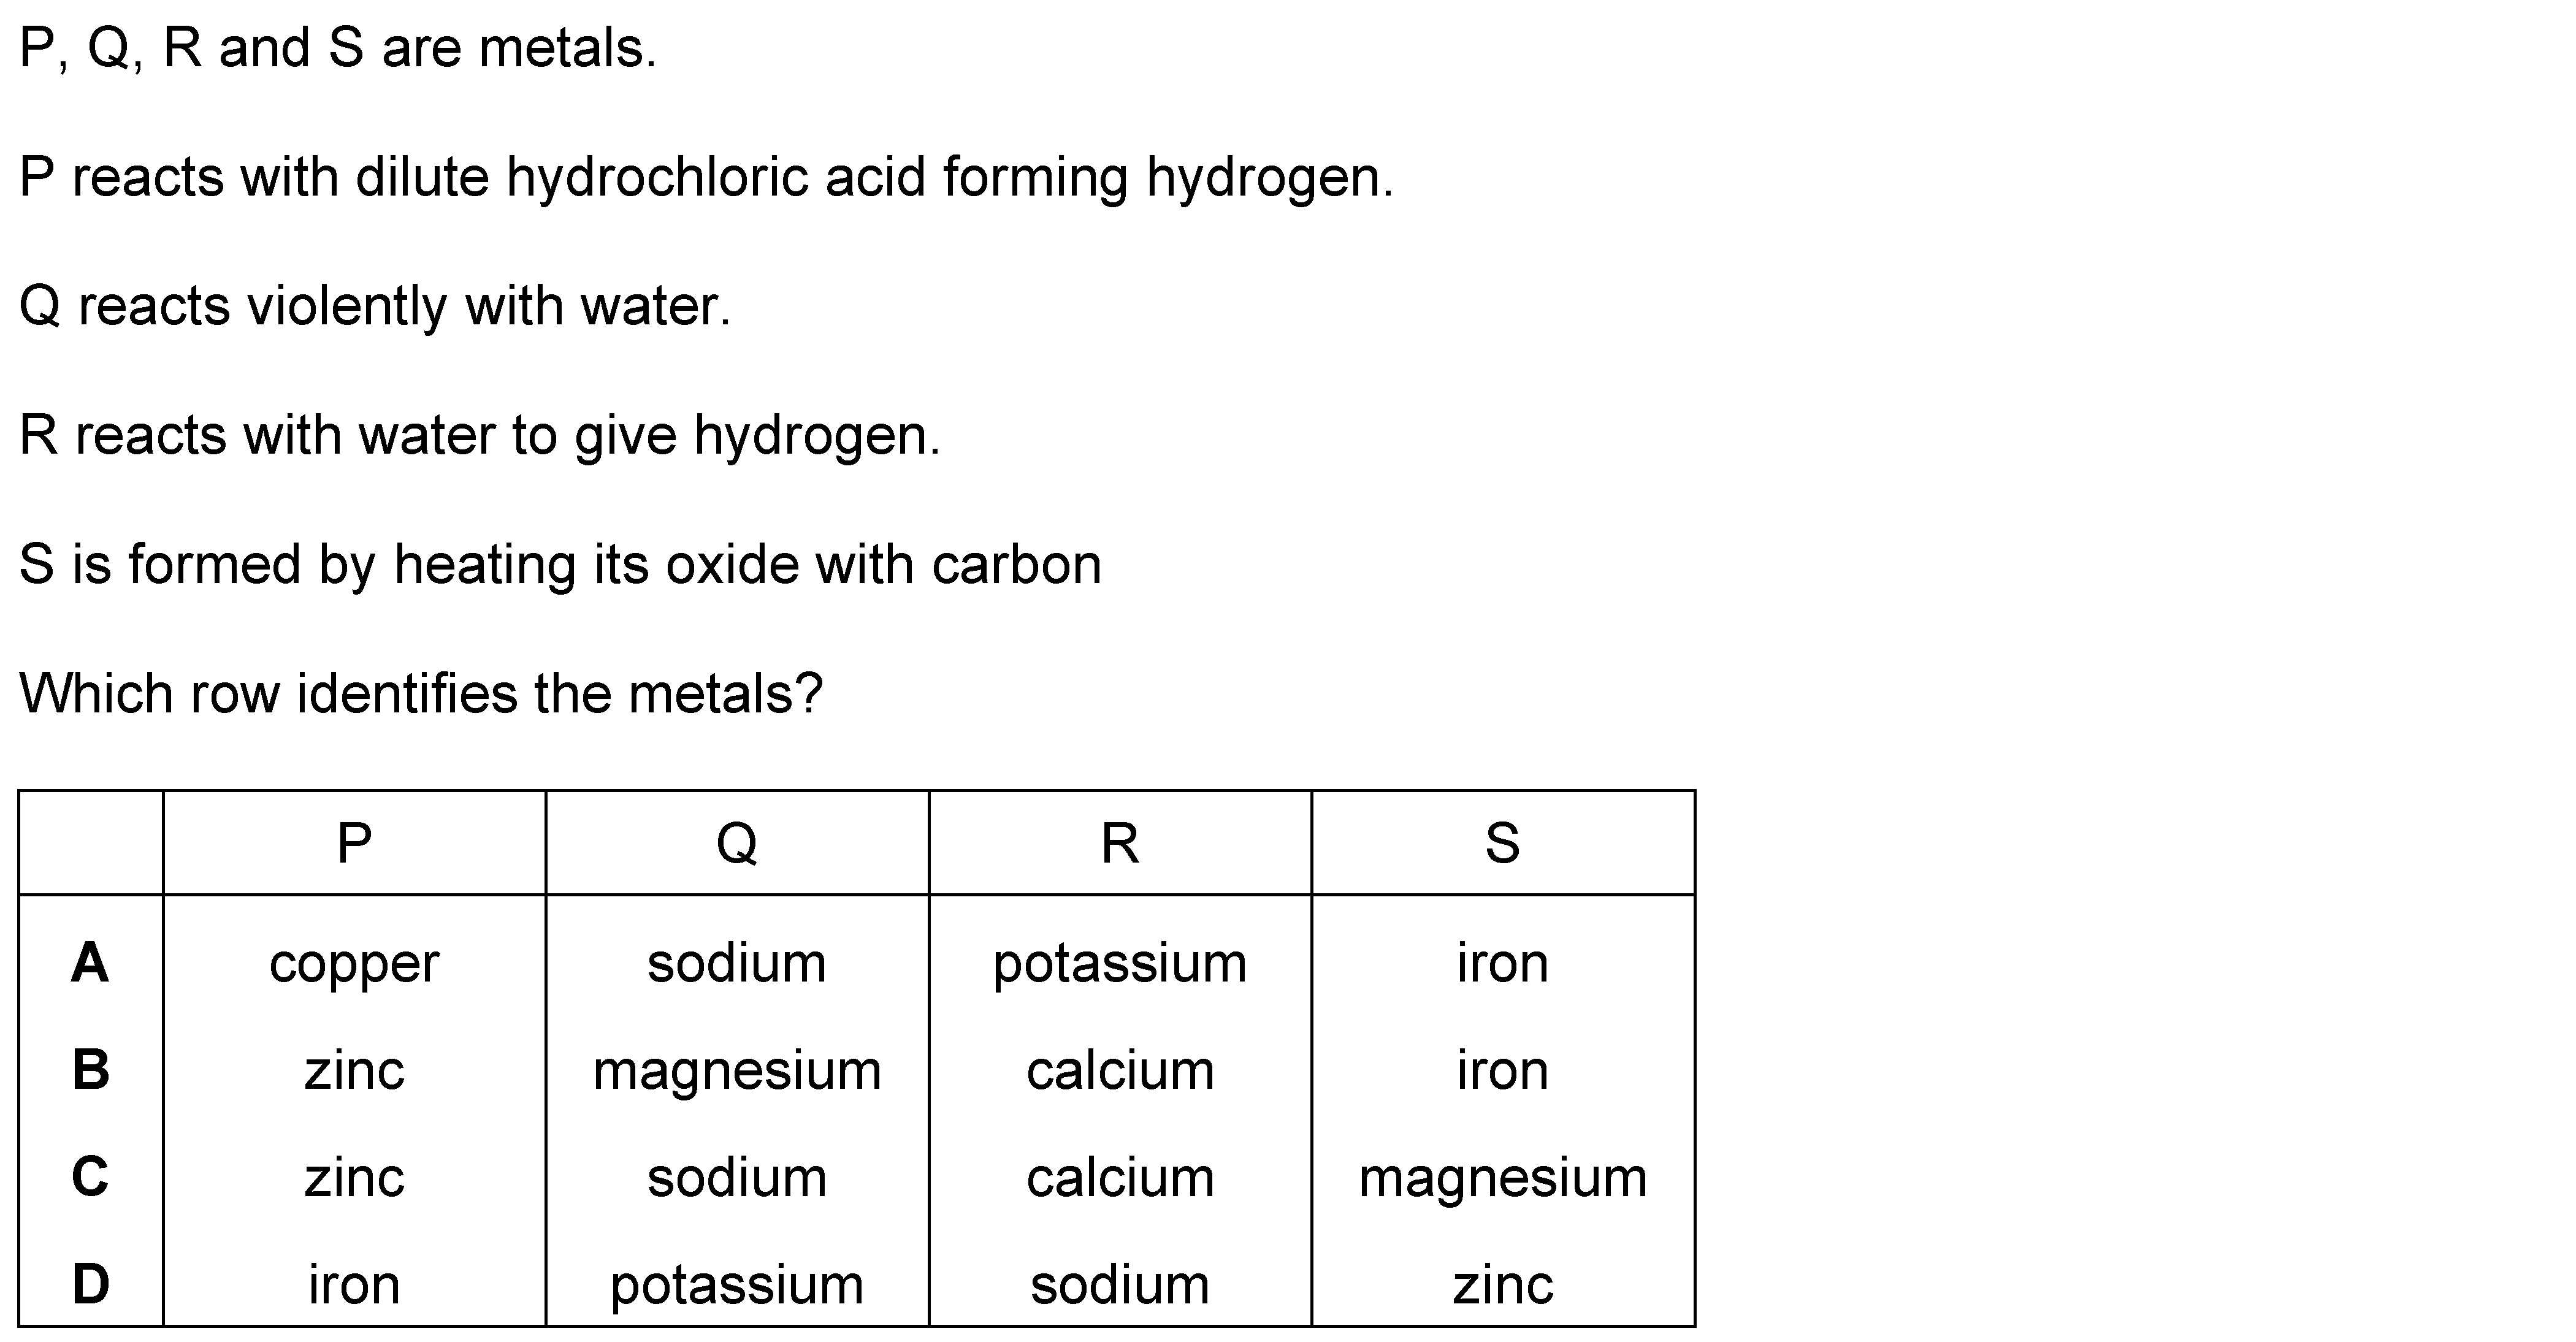 P, Q, R and S are metals.
P reacts with dilute hydrochloric acid forming hydrogen.
Q reacts violently with water.
R reacts with water to give hydrogen.
S is formed by heating its oxide with carbon
Which row identifies the metals?
P Q R S
A copper sodium potassium iron
B zinc magnesium calcium iron
C zinc sodium calcium magnesium
D iron potassium sodium zinc